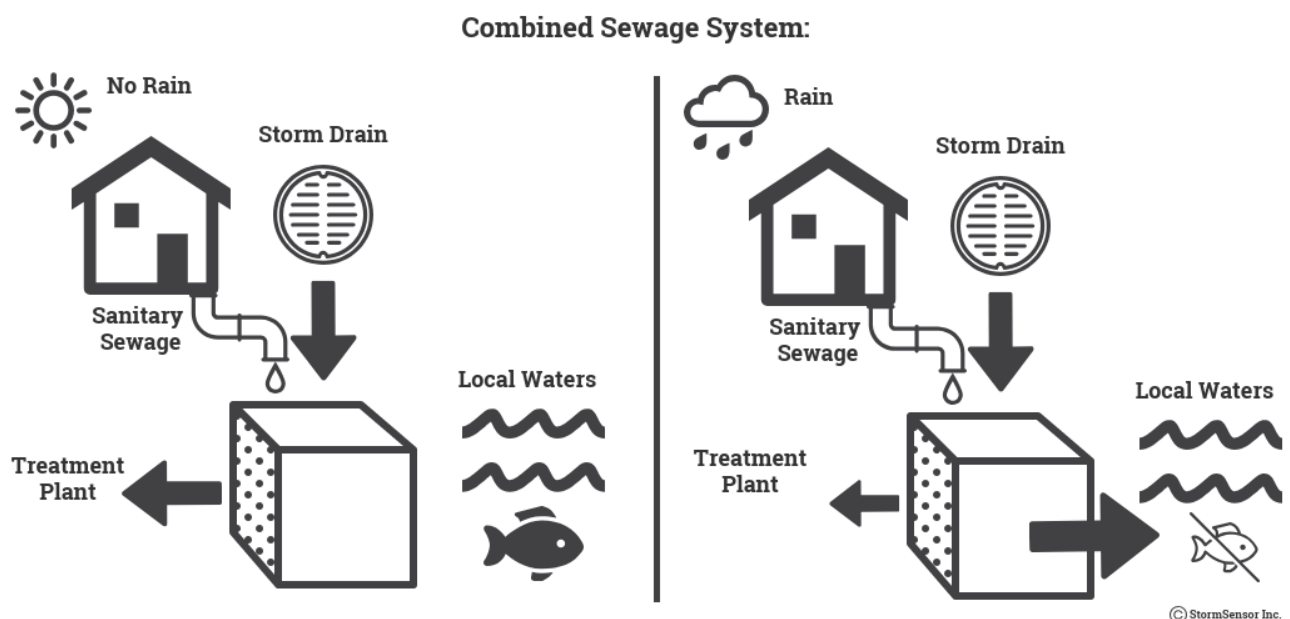 Combined Sewage System:
No Rain
Storm Drain
Sanitary
Sewage
Local Waters
Treatment
Plant
Rain
Storm Drain
Sanitary
Sewage
Local Waters
Treatment
Plant
© StormSensor Inc.